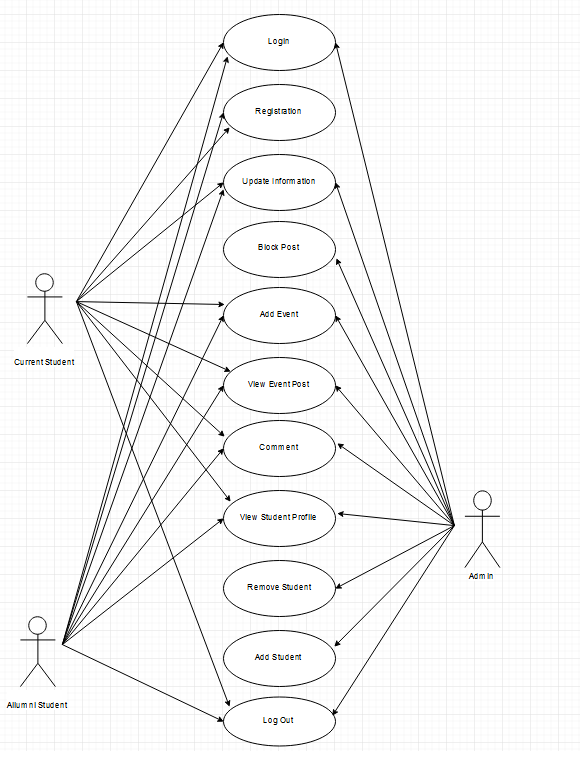 Login
Registration
Update Information
Block Post
Add Event
Current Student
View Event Post
Comment
View Student Profile
Admin
Remove Student
Add Student
Allumni Student
Log Out